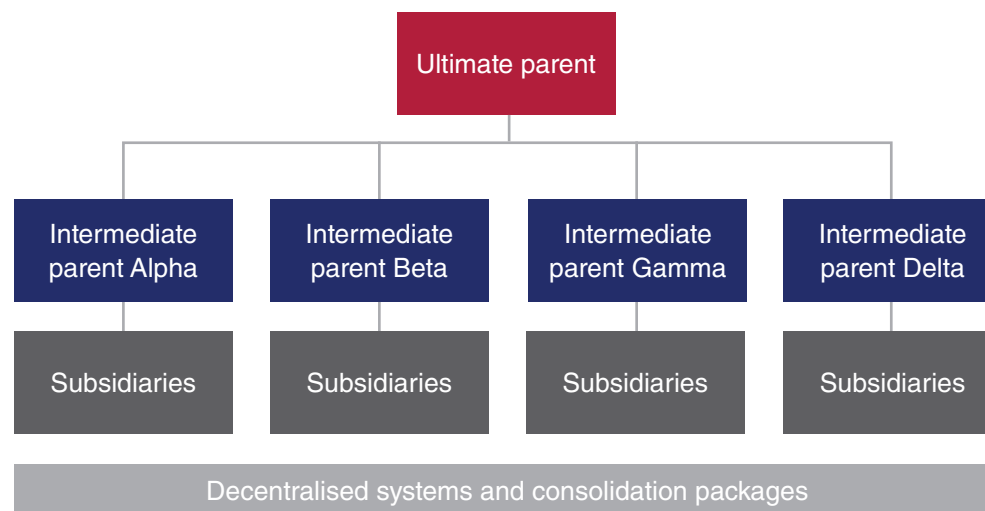 Ultimate parent
Intermediate
parent Alpha
Intermediate
parent Beta
Intermediate
parent Gamma
Intermediate
parent Delta
Subsidiaries
Subsidiaries
Subsidiaries
Subsidiaries
Decentralised systems and consolidation packages